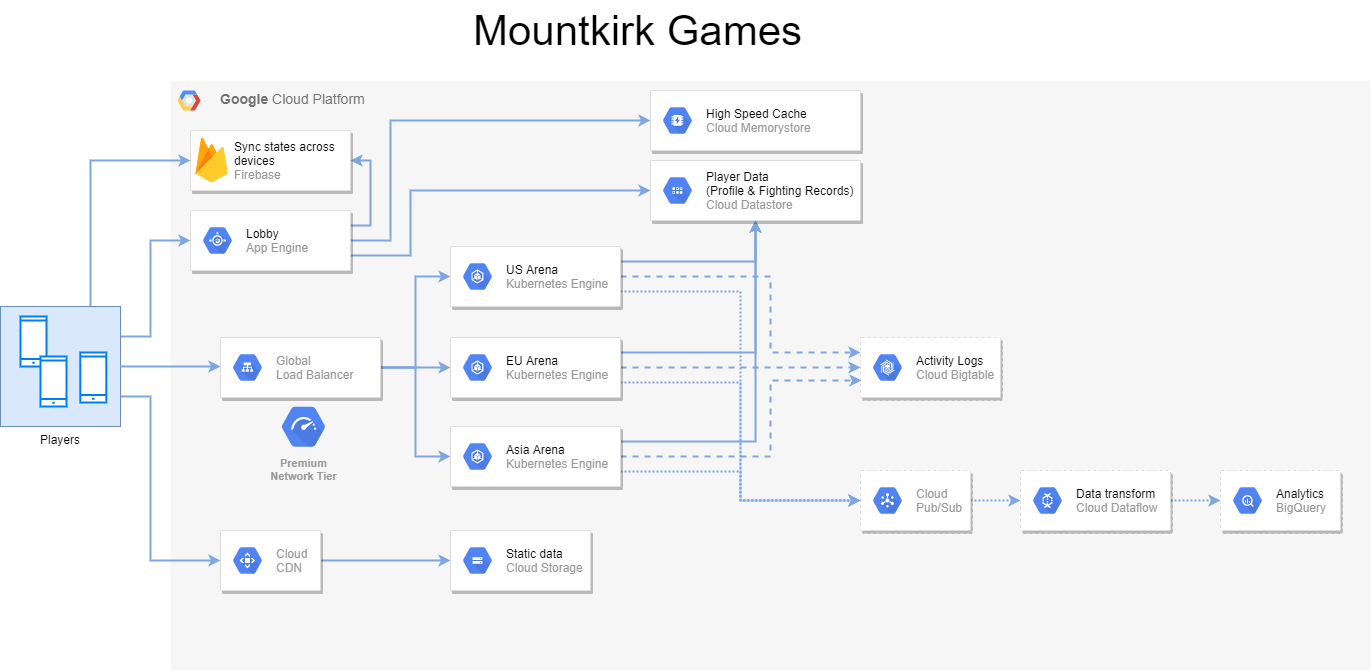 Mountkirk Games
Google Cloud Platform
Sync states across
devices
Firebase
Lobby
App Engine
High Speed Cache
Cloud Memorystore
Player Data
(Profile & Fighting Records)
Cloud Datastore
US Arena
Kubernetes Engine
Global
Load Balancer
EU Arena
Kubernetes Engine
Activity Logs
Cloud Bigtable
Players
Premium
Network Tier
Asia Arena
Kubernetes Engine
Cloud
Pub/Sub
Data transform
Cloud Dataflow
Analytics
BigQuery
Cloud
CDN
Static data
Cloud Storage